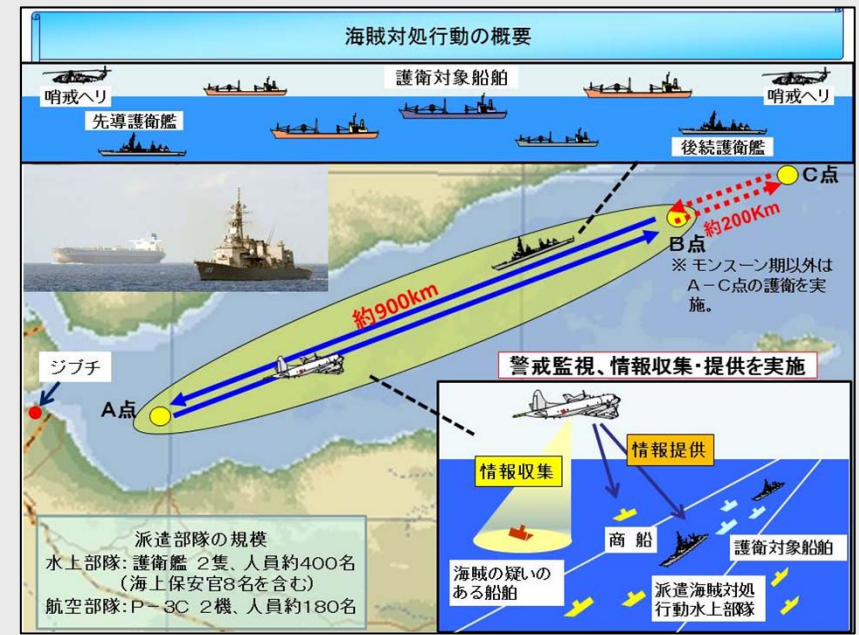 海賊対処行動の概要
哨戒ヘリ
護衛対象船舶
哨戒ヘリ
先導護衛艦
後続護衛艦
C点
約200Km
B点
※ モンスーン期以外は
A－C点の護衛を実
施。
約900km
ジブチ
A点
警戒監視、情報収集・提供を実施
情報提供
情報収集
商 船
護衛対象船舶
海賊の疑いの
ある船舶
派遣海賊対処
行動水上部隊
派遣部隊の規模
水上部隊：護衛艦 2隻、人員約400名
（海上保安官8名を含む）
航空部隊：P－3C 2機、人員約180名